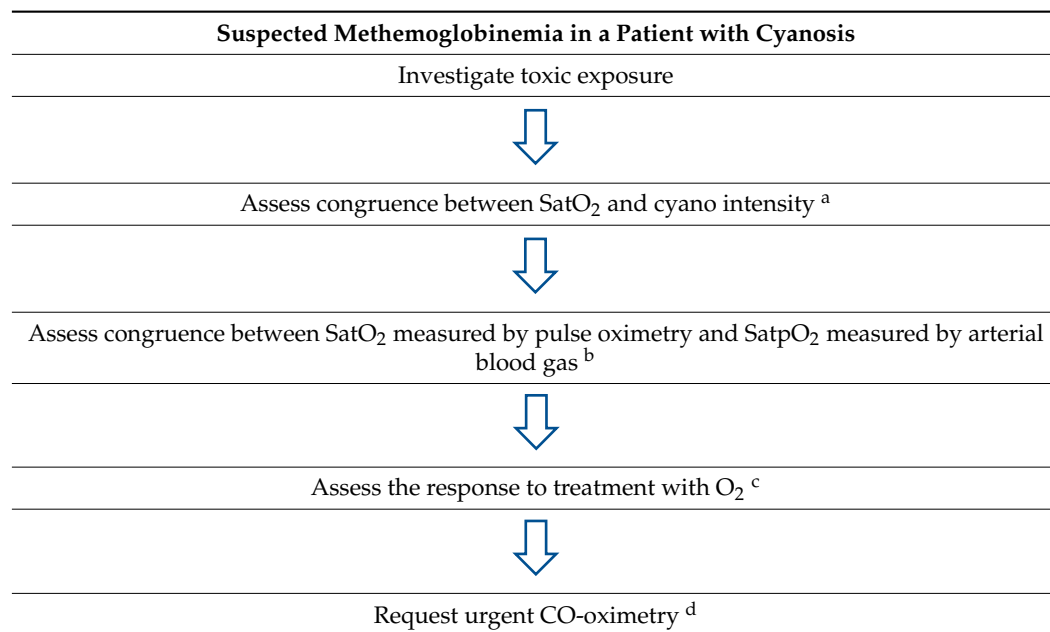 Suspected Methemoglobinemia in a Patient with Cyanosis
Investigate toxic exposure
Assess congruence between SatO₂ and cyano intensity ᵃ
Assess congruence between SatO₂ measured by pulse oximetry and SatpO₂ measured by arterial
blood gas ᵇ
Assess the response to treatment with O₂ ᶜ
Request urgent CO-oximetry ᵈ